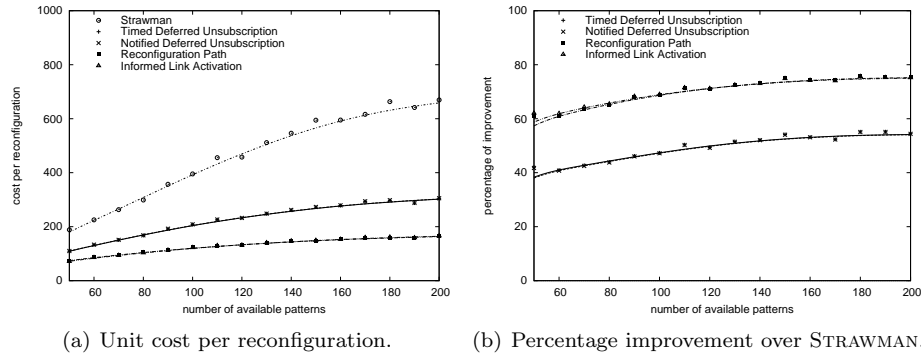 1000
800
600
400
200
0
60 80 100 120 140 160 180 200
cost per reconfiguration
number of available patterns
Strawman
Timed Deferred Unsubscription
Notified Deferred Unsubscription
Reconfiguration Path
Informed Link Activation
(a) Unit cost per reconfiguration.
100
80
60
40
20
0
60 80 100 120 140 160 180 200
percentage of improvement
number of available patterns
Timed Deferred Unsubscription
Notified Deferred Unsubscription
Reconfiguration Path
Informed Link Activation
(b) Percentage improvement over STRAWMAN